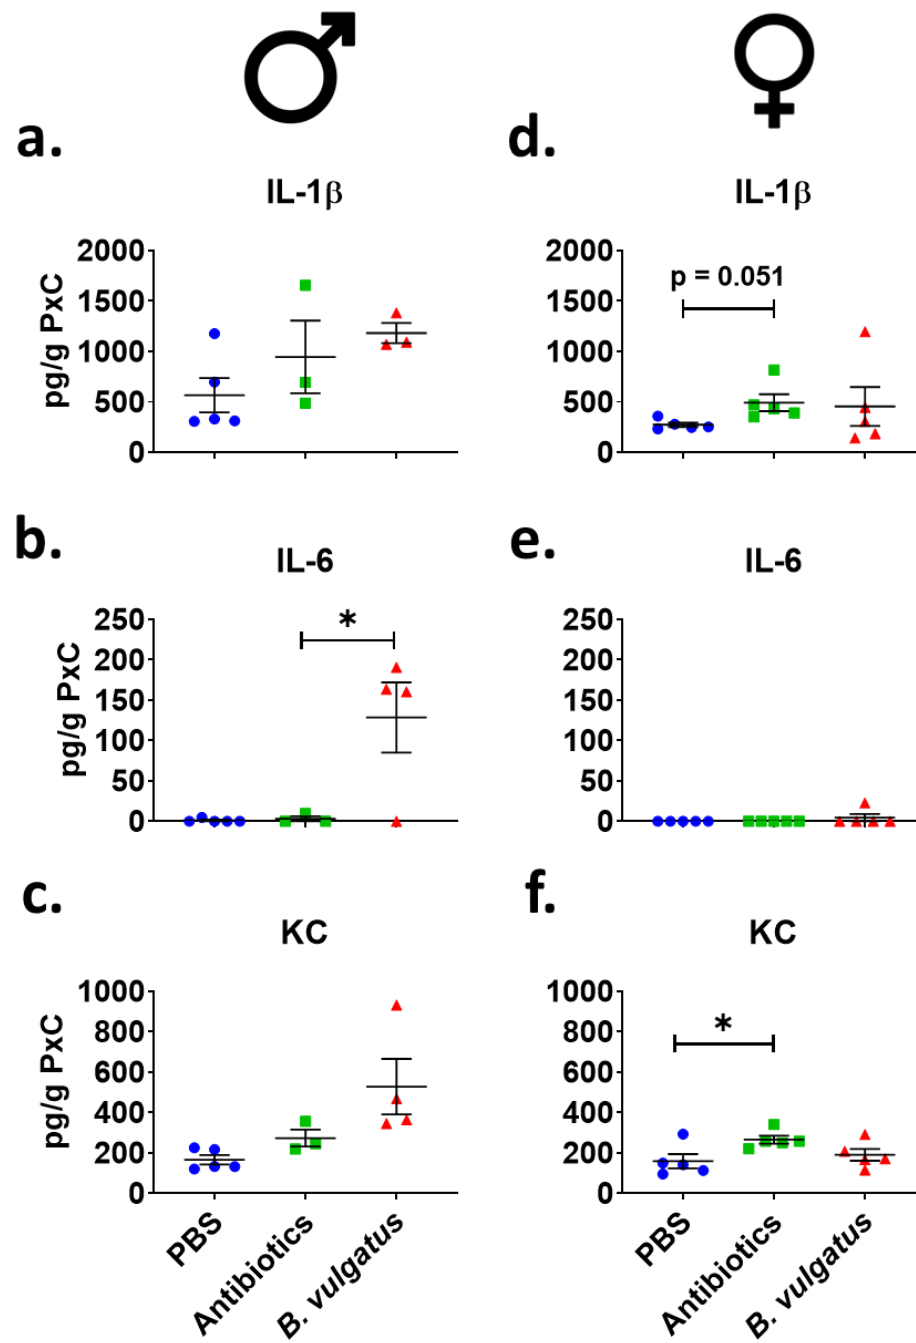 a.
IL-1β
pg/g PxC
2000
1500
1000
500
0
b.
IL-6
*
pg/g PxC
250
200
150
100
50
0
c.
KC
pg/g PxC
1000
800
600
400
200
0
PBS
Antibiotics
B. vulgatus
d.
IL-1β
p = 0.051
2000
1500
1000
500
0
e.
IL-6
250
200
150
100
50
0
f.
KC
*
1000
800
600
400
200
0
PBS
Antibiotics
B. vulgatus